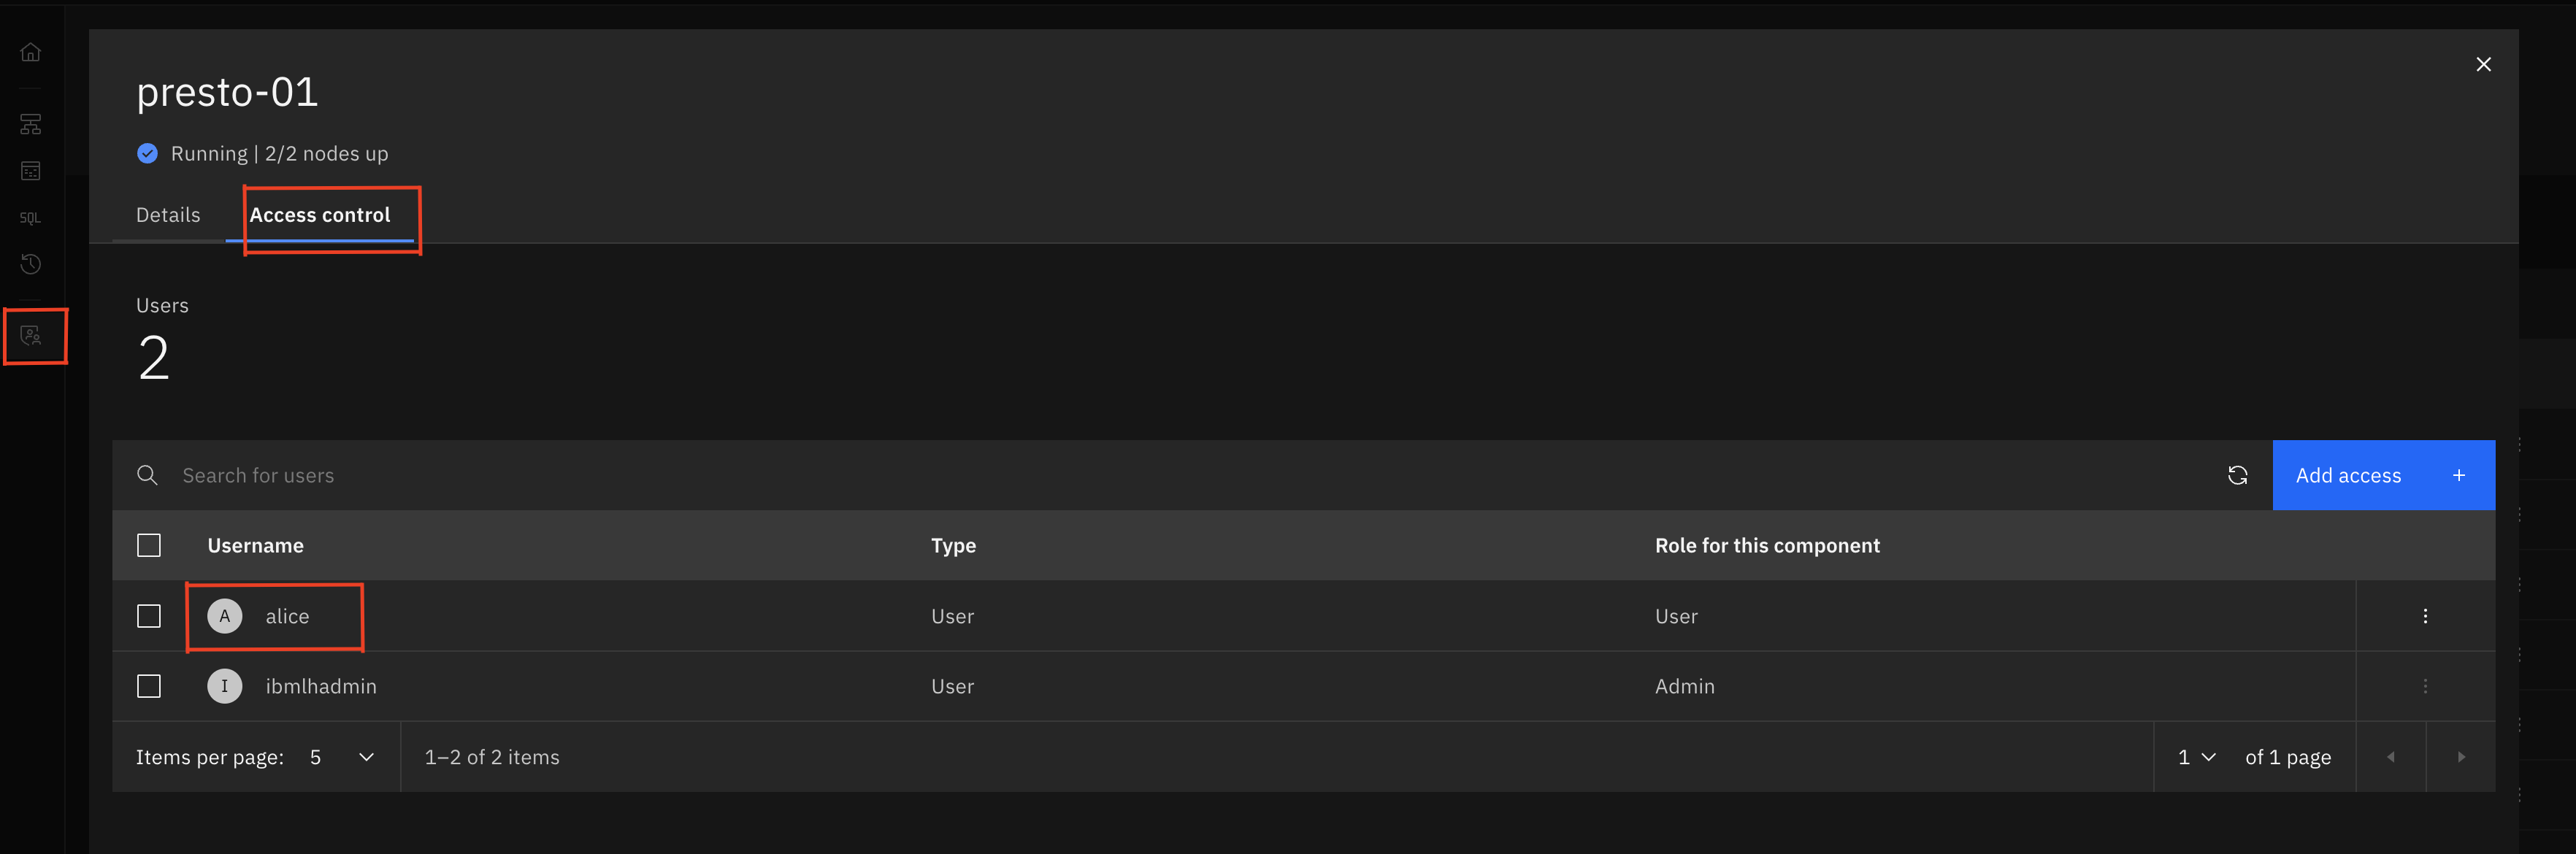 presto-01
Running | 2/2 nodes up
Details Access control
SQL
Users
2
Search for users Add access +
Username Type Role for this component
A alice User User
I ibmlhadmin User Admin
Items per page: 5 1–2 of 2 items 1 of 1 page